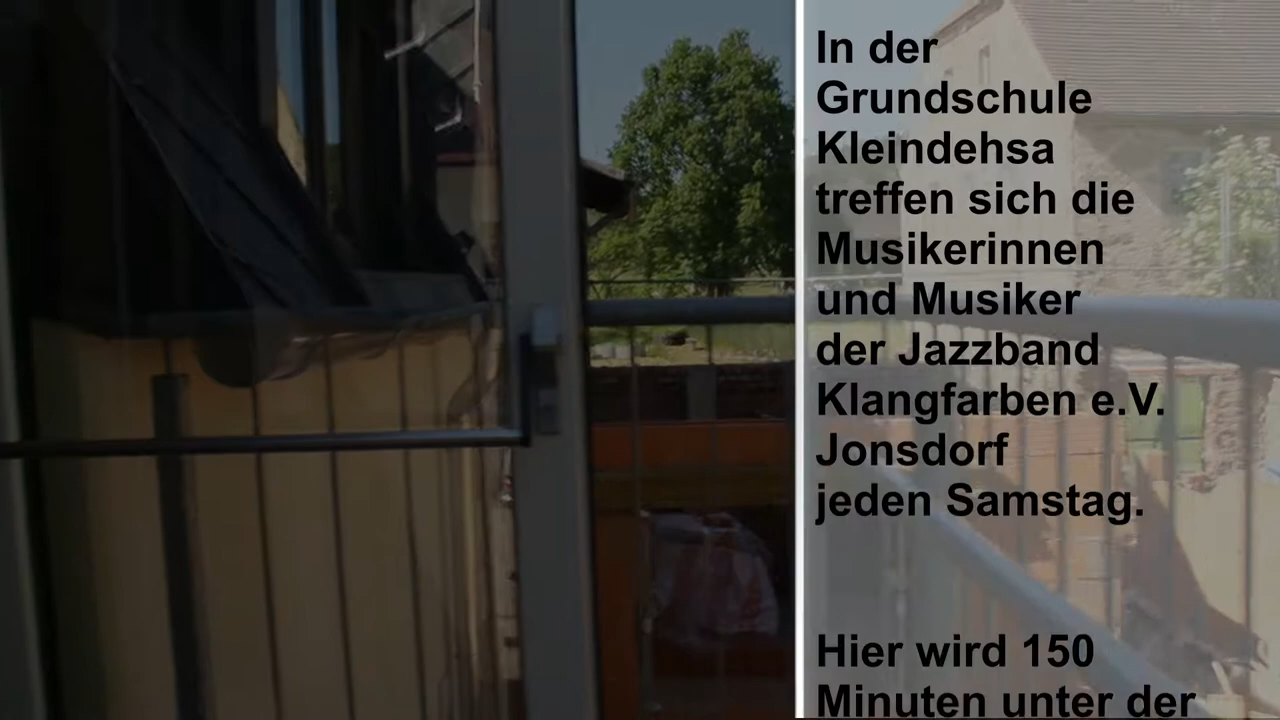 In der
Grundschule
Kleindehsa
treffen sich die
Musikerinnen
und Musiker
der Jazzband
Klangfarben e.V.
Jonsdorf
jeden Samstag.
Hier wird 150
Minuten unter der